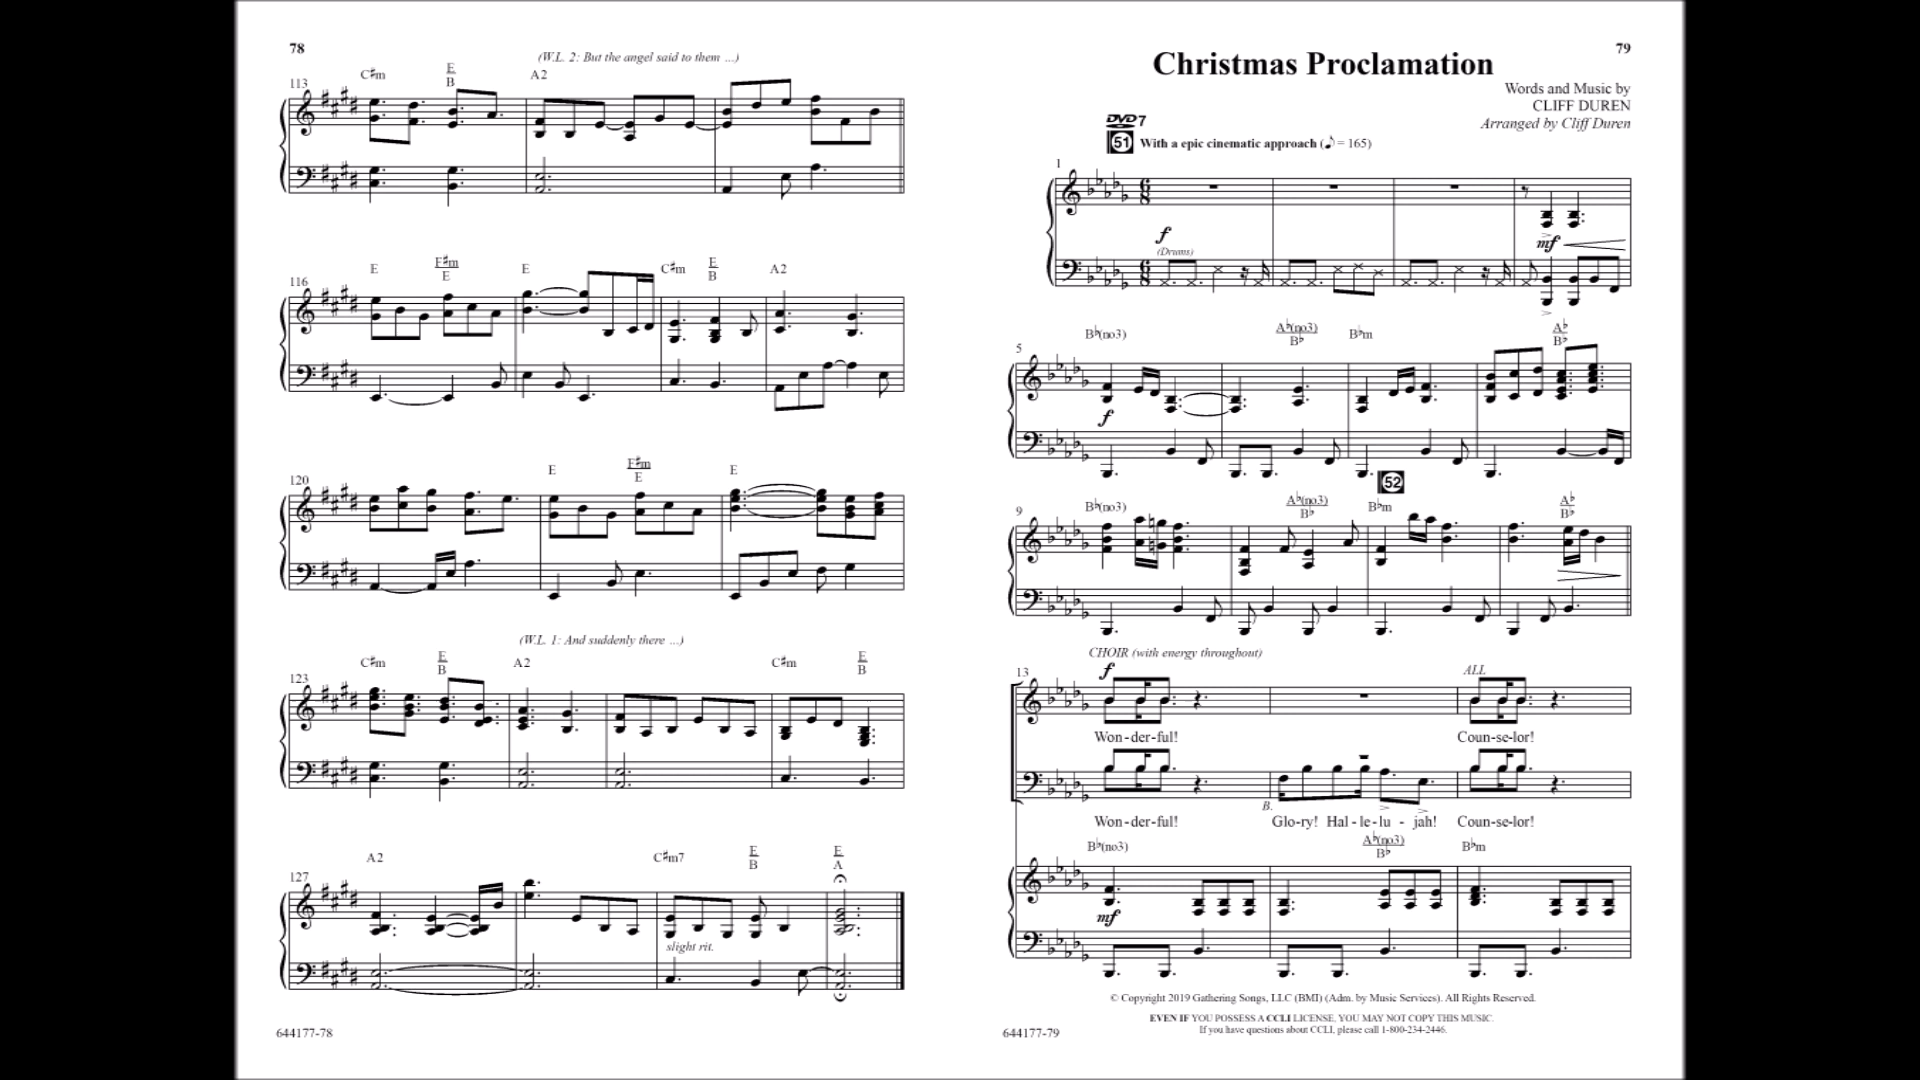 78
(W.L. 2: But the angel said to them ...)
C♯m E/B A2
113
E F♯m/E E C♯m E/B A2
116
E F♯m/E E
120
(W.L. 1: And suddenly there ...)
C♯m E/B A2 C♯m E/B
123
A2 C♯m7 E/B E/A
127
slight rit.
644177-78
79
Christmas Proclamation
Words and Music by
CLIFF DUREN
Arranged by Cliff Duren
DVD 7
51 With a epic cinematic approach (♪ = 165)
1
f
(Drums)
mf
B♭(no3) A♭(no3)/B♭ B♭m A♭/B♭
5
f
52
B♭(no3) A♭(no3)/B♭ B♭m A♭/B♭
9
CHOIR (with energy throughout)
f
ALL
13
Won-der-ful! Coun-se-lor!
B.
Won-der-ful! Glo-ry! Hal-le-lu-jah! Coun-se-lor!
B♭(no3) A♭(no3)/B♭ B♭m
mf
© Copyright 2019 Gathering Songs, LLC (BMI) (Adm. by Music Services). All Rights Reserved.
EVEN IF YOU POSSESS A CCLI LICENSE, YOU MAY NOT COPY THIS MUSIC.
If you have questions about CCLI, please call 1-800-234-2446.
644177-79